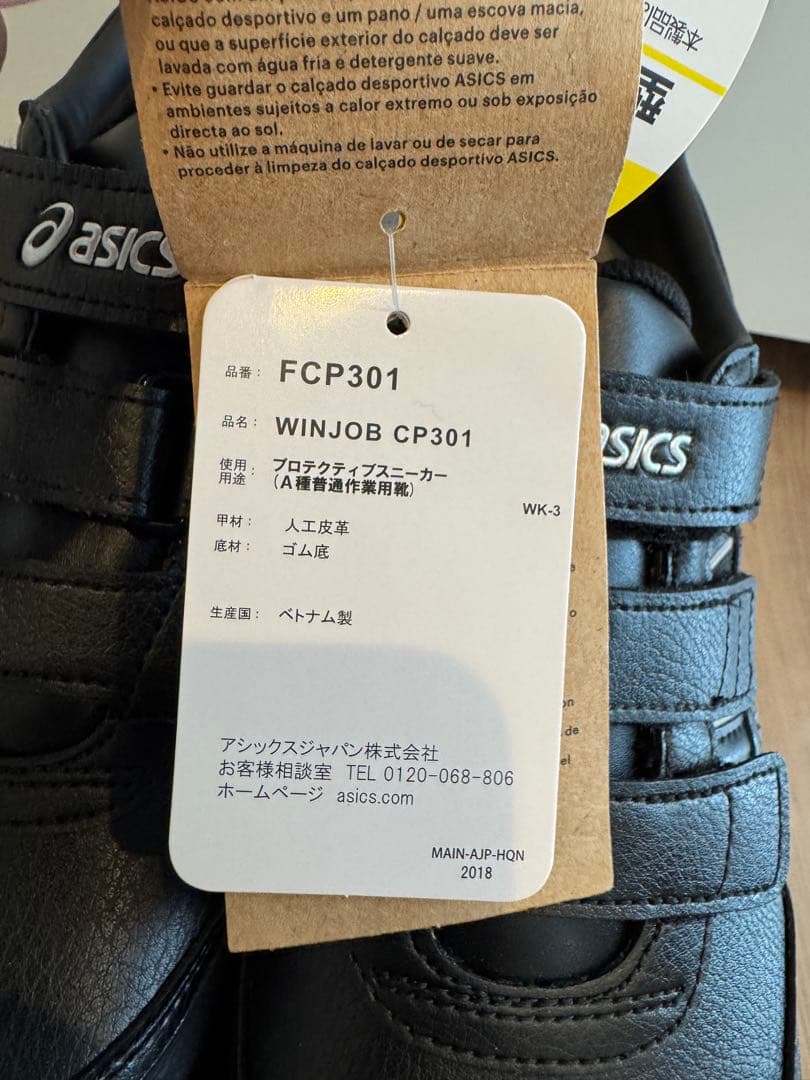 calçado desportivo e um pano / uma escova macia,
ou que a superfície exterior do calçado deve ser
lavada com água fria e detergente suave.
• Evite guardar o calçado desportivo ASICS em
ambientes sujeitos a calor extremo ou sob exposição
directa ao sol.
• Não utilize a máquina de lavar ou de secar para
proceder à limpeza do calçado desportivo ASICS.
本製品
型
asics
ASICS
品番： FCP301
品名： WINJOB CP301
使用用途： プロテクティブスニーカー
（A種普通作業用靴）
WK-3
甲材： 人工皮革
底材： ゴム底
生産国： ベトナム製
アシックスジャパン株式会社
お客様相談室 TEL 0120-068-806
ホームページ asics.com
MAIN-AJP-HQN
2018
de
el